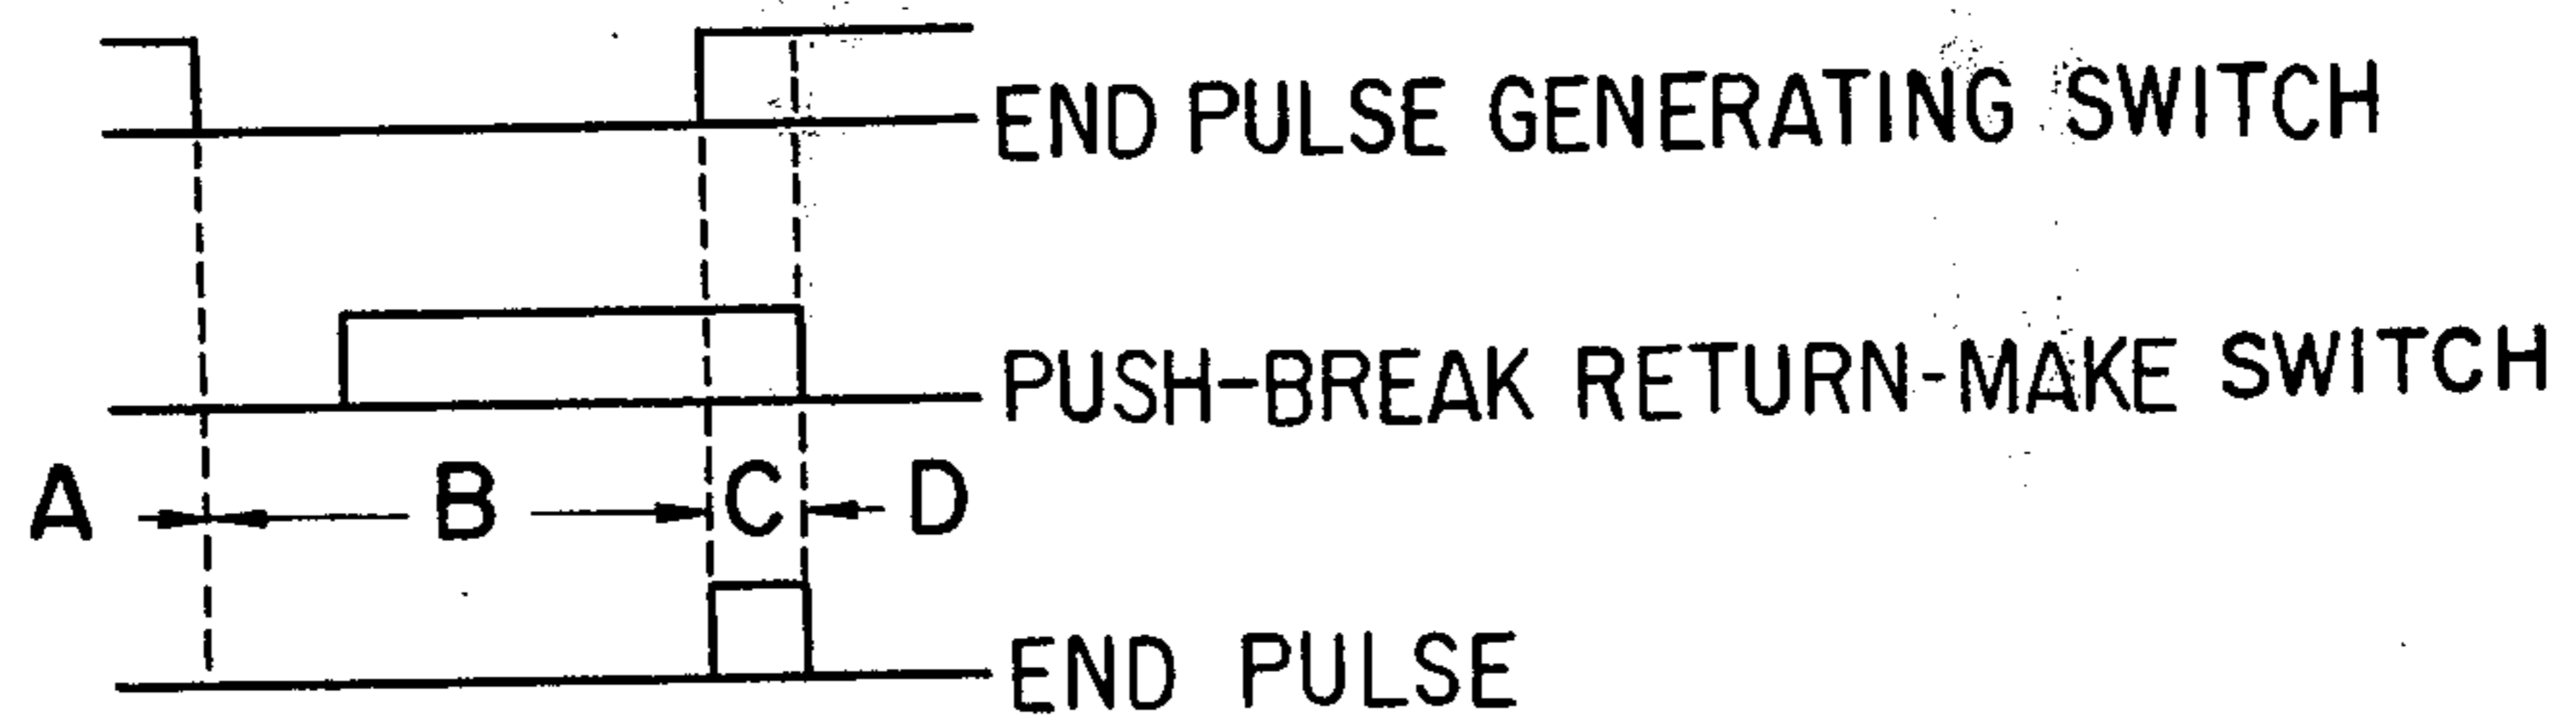 END PULSE GENERATING SWITCH
PUSH-BREAK RETURN-MAKE SWITCH
A B C D
END PULSE